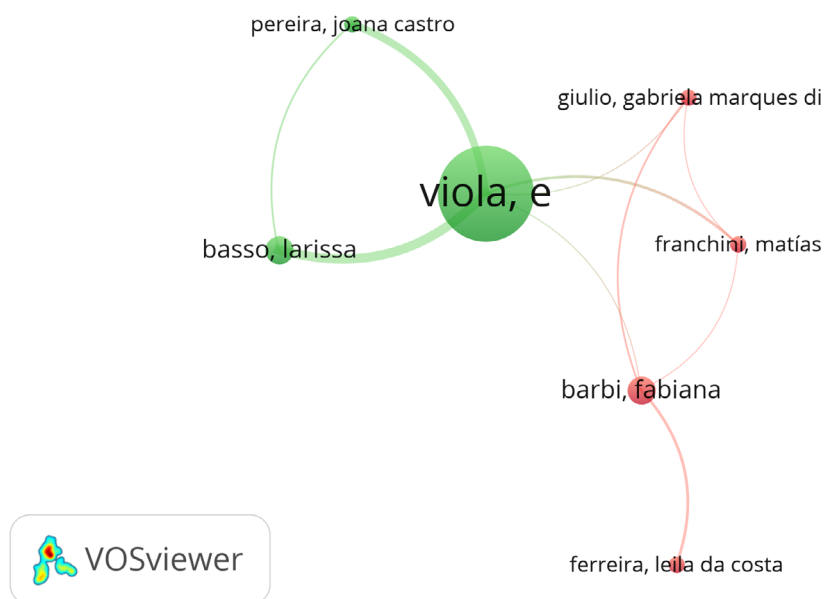 pereira, joana castro
giulio, gabriela marques di
viola, e
basso, larissa
franchini, matías
barbi, fabiana
ferreira, leila da costa
VOSviewer